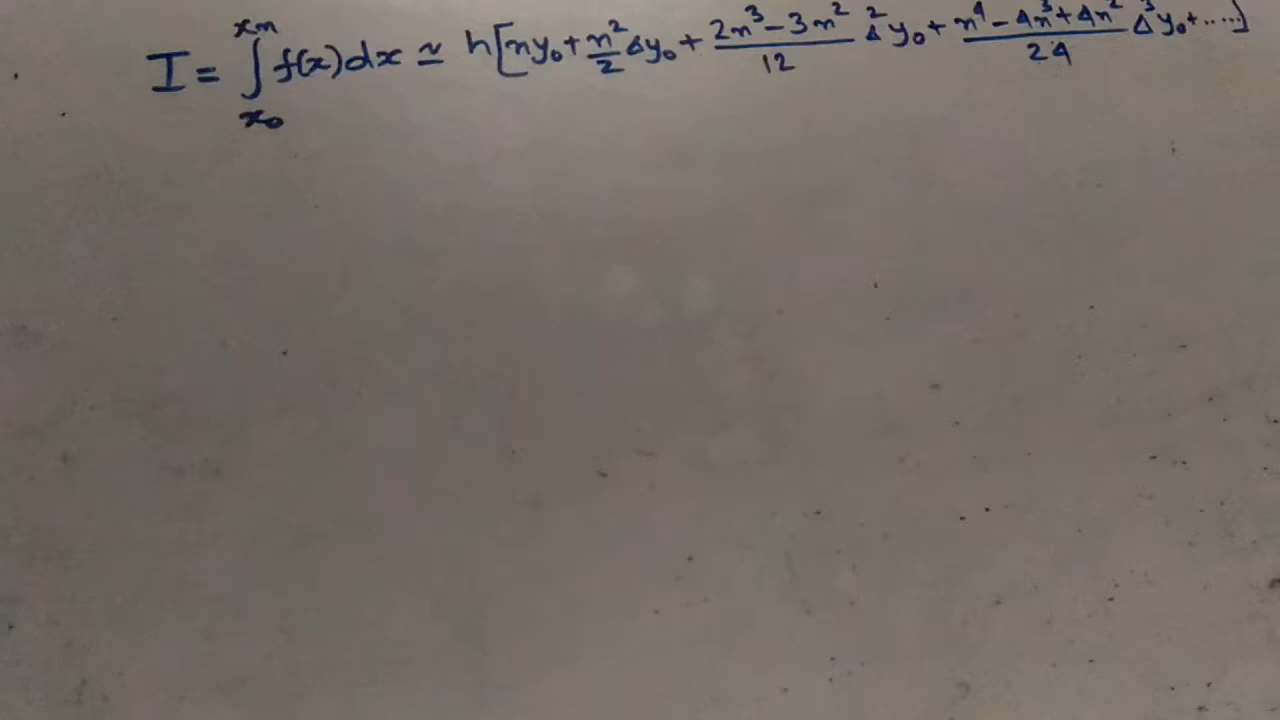 I = ∫_{x₀}^{xₙ} f(x)dx ≃ h[ny₀ + n²/2 Δy₀ + (2n³ - 3n²)/12 Δ²y₀ + (n⁴ - 4n³ + 4n²)/24 Δ³y₀ + .....]